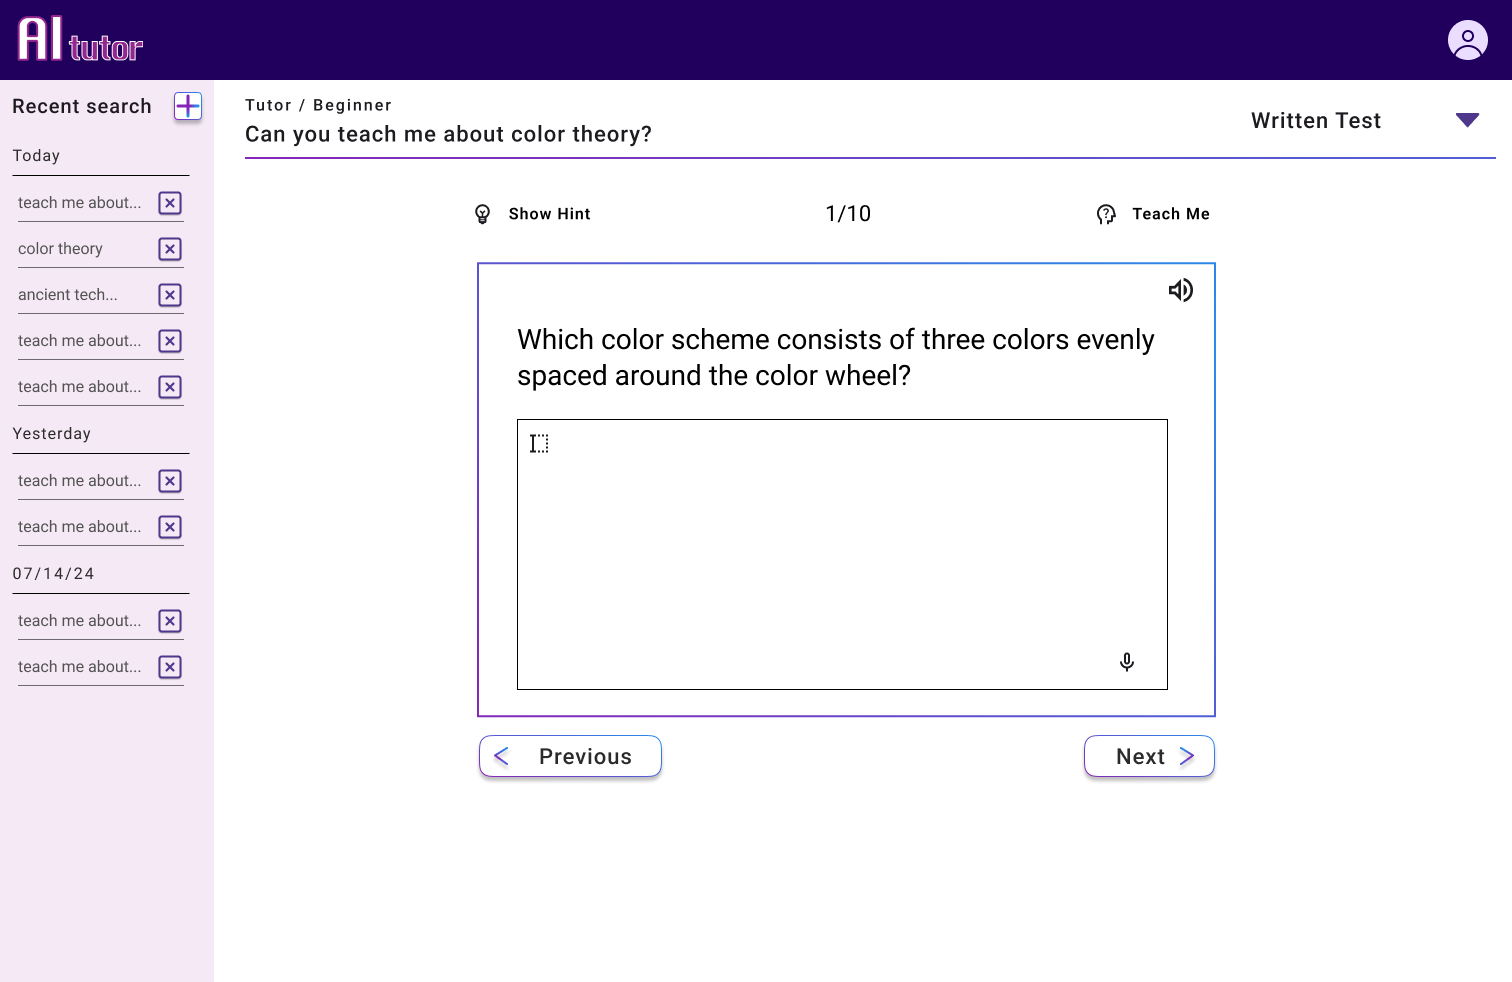 AI tutor
Recent search
Today
teach me about...
color theory
ancient tech...
teach me about...
teach me about...
Yesterday
teach me about...
teach me about...
07/14/24
teach me about...
teach me about...
Tutor / Beginner
Can you teach me about color theory?
Written Test
Show Hint
1/10
Teach Me
Which color scheme consists of three colors evenly
spaced around the color wheel?
Previous
Next